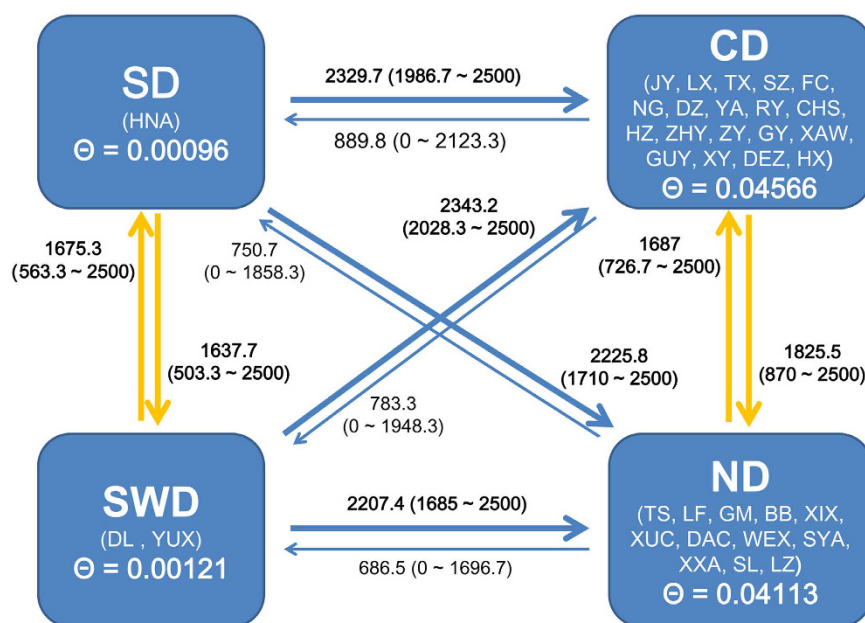 SD
(HNA)
Θ = 0.00096
2329.7 (1986.7 ~ 2500)
889.8 (0 ~ 2123.3)
CD
(JY, LX, TX, SZ, FC,
NG, DZ, YA, RY, CHS,
HZ, ZHY, ZY, GY, XAW,
GUY, XY, DEZ, HX)
Θ = 0.04566
1675.3
(563.3 ~ 2500)
750.7
(0 ~ 1858.3)
2343.2
(2028.3 ~ 2500)
1687
(726.7 ~ 2500)
1637.7
(503.3 ~ 2500)
783.3
(0 ~ 1948.3)
2225.8
(1710 ~ 2500)
1825.5
(870 ~ 2500)
SWD
(DL , YUX)
Θ = 0.00121
2207.4 (1685 ~ 2500)
686.5 (0 ~ 1696.7)
ND
(TS, LF, GM, BB, XIX,
XUC, DAC, WEX, SYA,
XXA, SL, LZ)
Θ = 0.04113